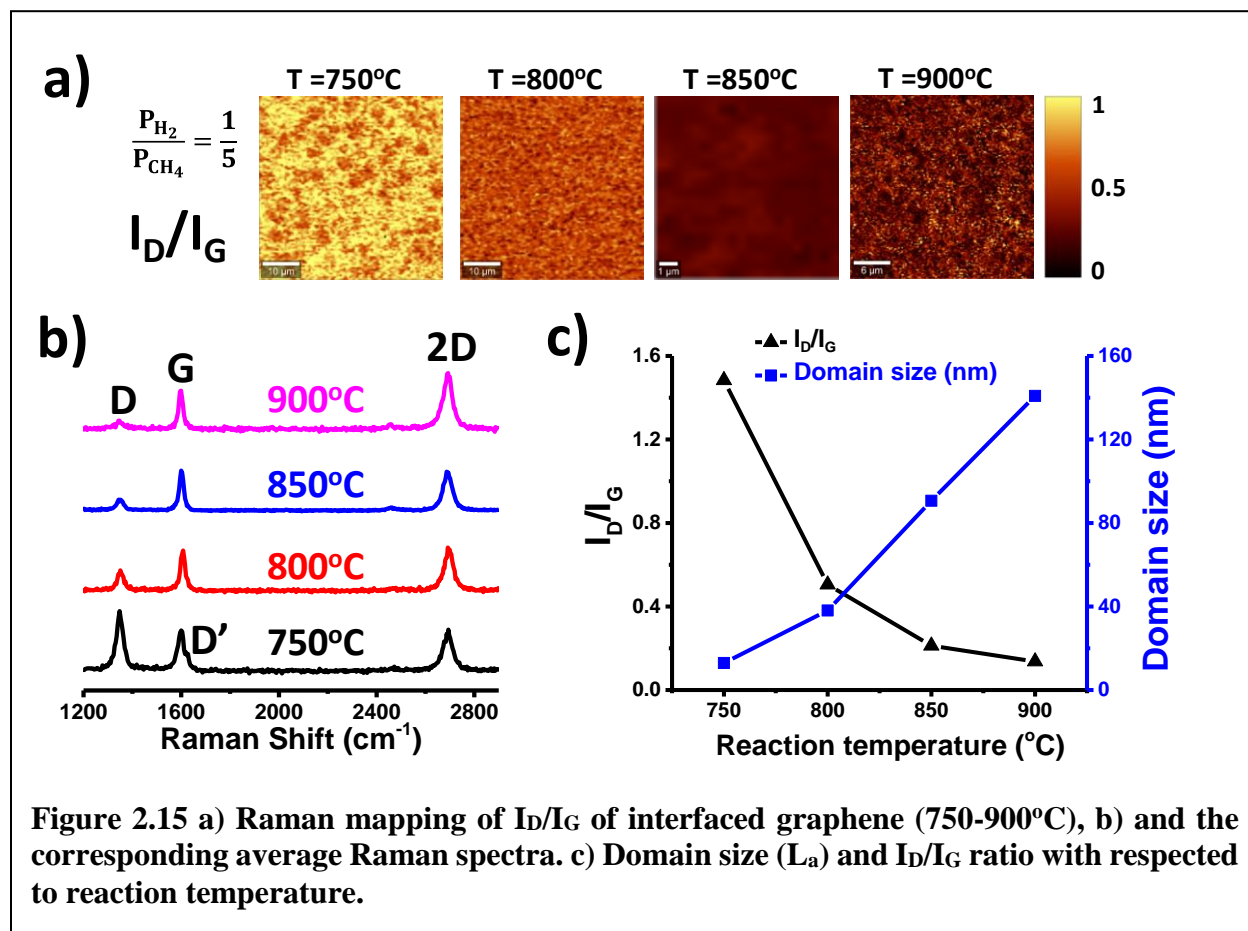 a)
T =750°C
T =800°C
T =850°C
T =900°C
P_H₂/P_CH₄ = 1/5
I_D/I_G
10 µm
10 µm
1 µm
6 µm
1
0.5
0
b)
D
G
2D
900°C
850°C
800°C
D'
750°C
1200 1600 2000 2400 2800
Raman Shift (cm⁻¹)
c)
I_D/I_G
Domain size (nm)
1.6
1.2
0.8
0.4
0.0
I_D/I_G
160
140
80
40
0
Domain size (nm)
750 800 850 900
Reaction temperature (°C)
Figure 2.15 a) Raman mapping of I_D/I_G of interfaced graphene (750-900°C), b) and the
corresponding average Raman spectra. c) Domain size (L_a) and I_D/I_G ratio with respected
to reaction temperature.